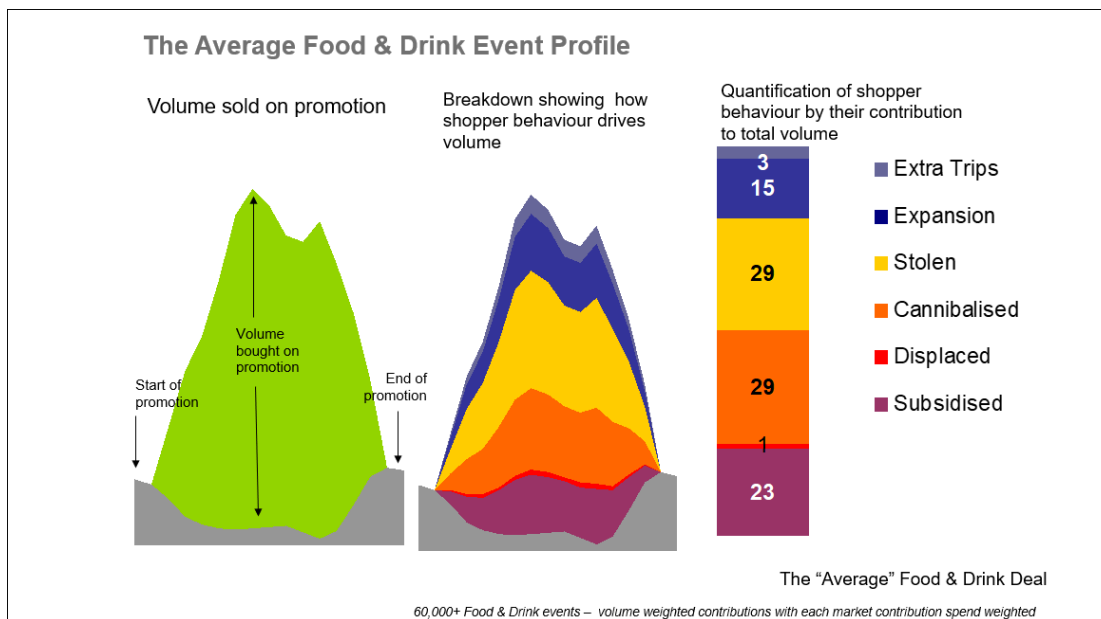 The Average Food & Drink Event Profile
Volume sold on promotion
Start of
promotion
Volume
bought on
promotion
End of
promotion
Breakdown showing how
shopper behaviour drives
volume
Quantification of shopper
behaviour by their contribution
to total volume
3
15
29
29
1
23
Extra Trips
Expansion
Stolen
Cannibalised
Displaced
Subsidised
The “Average” Food & Drink Deal
60,000+ Food & Drink events – volume weighted contributions with each market contribution spend weighted